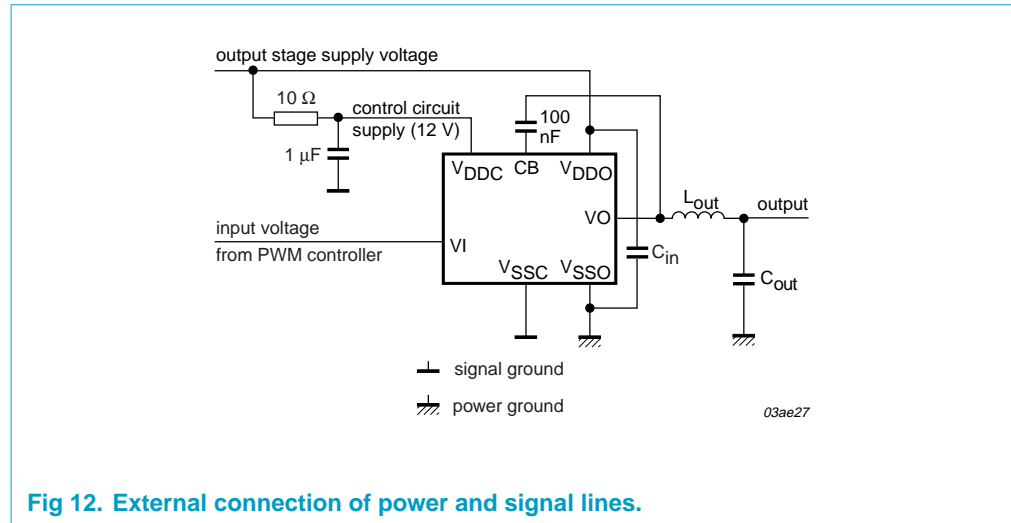 output stage supply voltage
10 Ω
control circuit
supply (12 V)
100
nF
1 μF
VDDC CB VDDO
Lout
output
VO
input voltage
from PWM controller
VI
Cin
VSSC VSSO
Cout
signal ground
power ground
03ae27
Fig 12. External connection of power and signal lines.